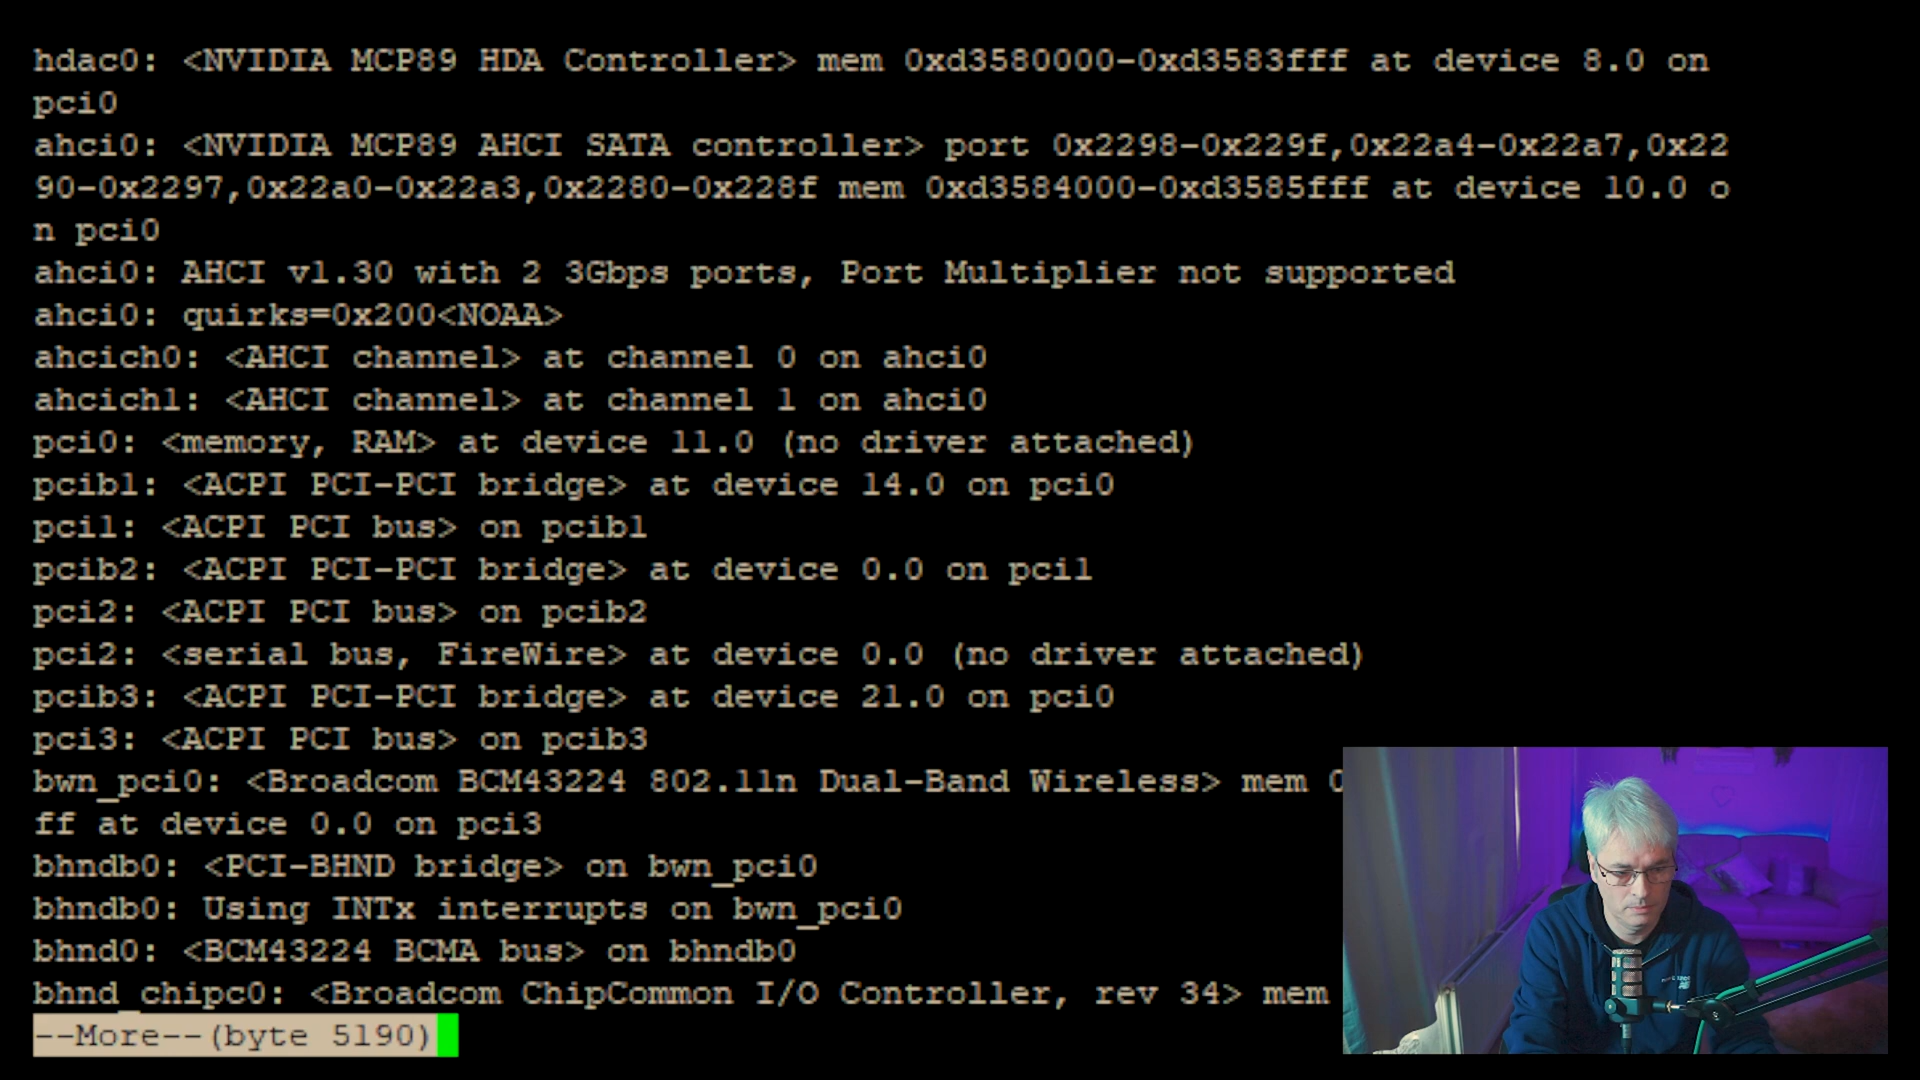 hdac0: <NVIDIA MCP89 HDA Controller> mem 0xd3580000-0xd3583fff at device 8.0 on
pci0
ahci0: <NVIDIA MCP89 AHCI SATA controller> port 0x2298-0x229f,0x22a4-0x22a7,0x22
90-0x2297,0x22a0-0x22a3,0x2280-0x228f mem 0xd3584000-0xd3585fff at device 10.0 o
n pci0
ahci0: AHCI v1.30 with 2 3Gbps ports, Port Multiplier not supported
ahci0: quirks=0x200<NOAA>
ahcich0: <AHCI channel> at channel 0 on ahci0
ahcich1: <AHCI channel> at channel 1 on ahci0
pci0: <memory, RAM> at device 11.0 (no driver attached)
pcib1: <ACPI PCI-PCI bridge> at device 14.0 on pci0
pci1: <ACPI PCI bus> on pcib1
pcib2: <ACPI PCI-PCI bridge> at device 0.0 on pci1
pci2: <ACPI PCI bus> on pcib2
pci2: <serial bus, FireWire> at device 0.0 (no driver attached)
pcib3: <ACPI PCI-PCI bridge> at device 21.0 on pci0
pci3: <ACPI PCI bus> on pcib3
bwn_pci0: <Broadcom BCM43224 802.11n Dual-Band Wireless> mem 0
ff at device 0.0 on pci3
bhndb0: <PCI-BHND bridge> on bwn_pci0
bhndb0: Using INTx interrupts on bwn_pci0
bhnd0: <BCM43224 BCMA bus> on bhndb0
bhnd_chipc0: <Broadcom ChipCommon I/O Controller, rev 34> mem
--More--(byte 5190)